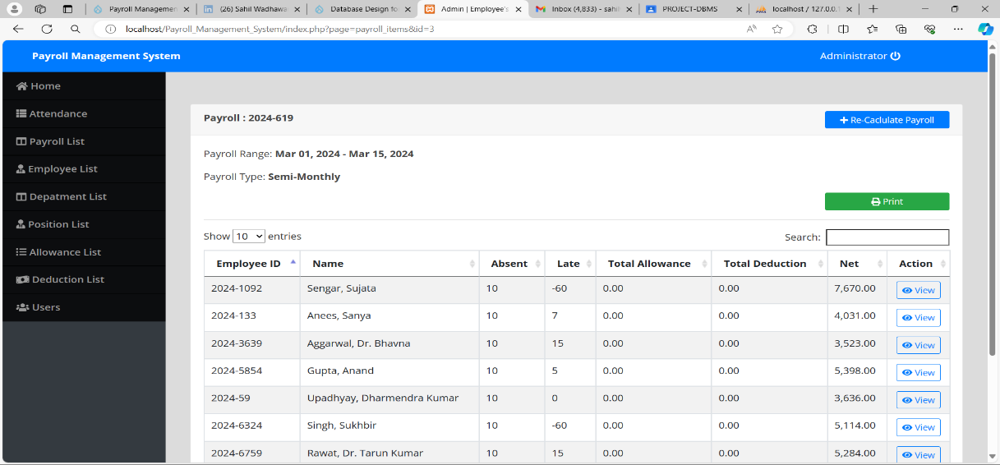 Payroll Managemen
(26) Sahil Wadhawa
Database Design fo
Admin | Employee's
Inbox (4,833) - sahil
PROJECT-DBMS
localhost / 127.0.0.1
localhost/Payroll_Management_System/index.php?page=payroll_items&id=3
Payroll Management System
Administrator
Home
Attendance
Payroll List
Employee List
Depatment List
Position List
Allowance List
Deduction List
Users
Payroll : 2024-619
+ Re-Caclulate Payroll
Payroll Range: Mar 01, 2024 - Mar 15, 2024
Payroll Type: Semi-Monthly
Print
Show 10 entries
Search:
Employee ID Name Absent Late Total Allowance Total Deduction Net Action
2024-1092 Sengar, Sujata 10 -60 0.00 0.00 7,670.00 View
2024-133 Anees, Sanya 10 7 0.00 0.00 4,031.00 View
2024-3639 Aggarwal, Dr. Bhavna 10 15 0.00 0.00 3,523.00 View
2024-5854 Gupta, Anand 10 5 0.00 0.00 5,398.00 View
2024-59 Upadhyay, Dharmendra Kumar 10 0 0.00 0.00 3,636.00 View
2024-6324 Singh, Sukhbir 10 -60 0.00 0.00 5,114.00 View
2024-6759 Rawat, Dr. Tarun Kumar 10 15 0.00 0.00 5,284.00 View